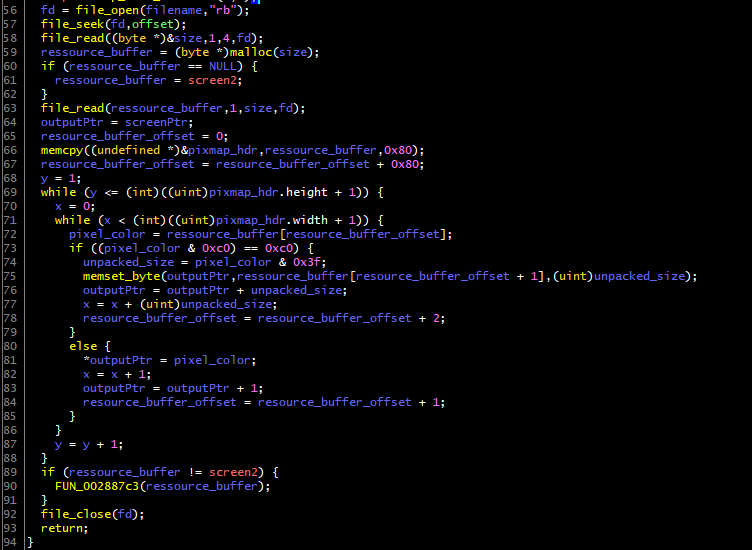 56 fd = file_open(filename,"rb");
57 file_seek(fd,offset);
58 file_read((byte *)&size,1,4,fd);
59 ressource_buffer = (byte *)malloc(size);
60 if (ressource_buffer == NULL) {
61 ressource_buffer = screen2;
62 }
63 file_read(ressource_buffer,1,size,fd);
64 outputPtr = screenPtr;
65 resource_buffer_offset = 0;
66 memcpy((undefined *)&pixmap_hdr,ressource_buffer,0x80);
67 resource_buffer_offset = resource_buffer_offset + 0x80;
68 y = 1;
69 while (y <= (int)((uint)pixmap_hdr.height + 1)) {
70 x = 0;
71 while (x < (int)((uint)pixmap_hdr.width + 1)) {
72 pixel_color = ressource_buffer[resource_buffer_offset];
73 if ((pixel_color & 0xc0) == 0xc0) {
74 unpacked_size = pixel_color & 0x3f;
75 memset_byte(outputPtr,ressource_buffer[resource_buffer_offset + 1],(uint)unpacked_size);
76 outputPtr = outputPtr + unpacked_size;
77 x = x + (uint)unpacked_size;
78 resource_buffer_offset = resource_buffer_offset + 2;
79 }
80 else {
81 *outputPtr = pixel_color;
82 x = x + 1;
83 outputPtr = outputPtr + 1;
84 resource_buffer_offset = resource_buffer_offset + 1;
85 }
86 }
87 y = y + 1;
88 }
89 if (ressource_buffer != screen2) {
90 FUN_002887c3(ressource_buffer);
91 }
92 file_close(fd);
93 return;
94 }